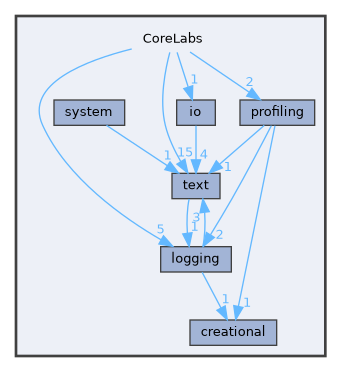 CoreLabs
1
2
system
io
profiling
1
15
4
1
text
3
1
5
2
logging
1
1
creational